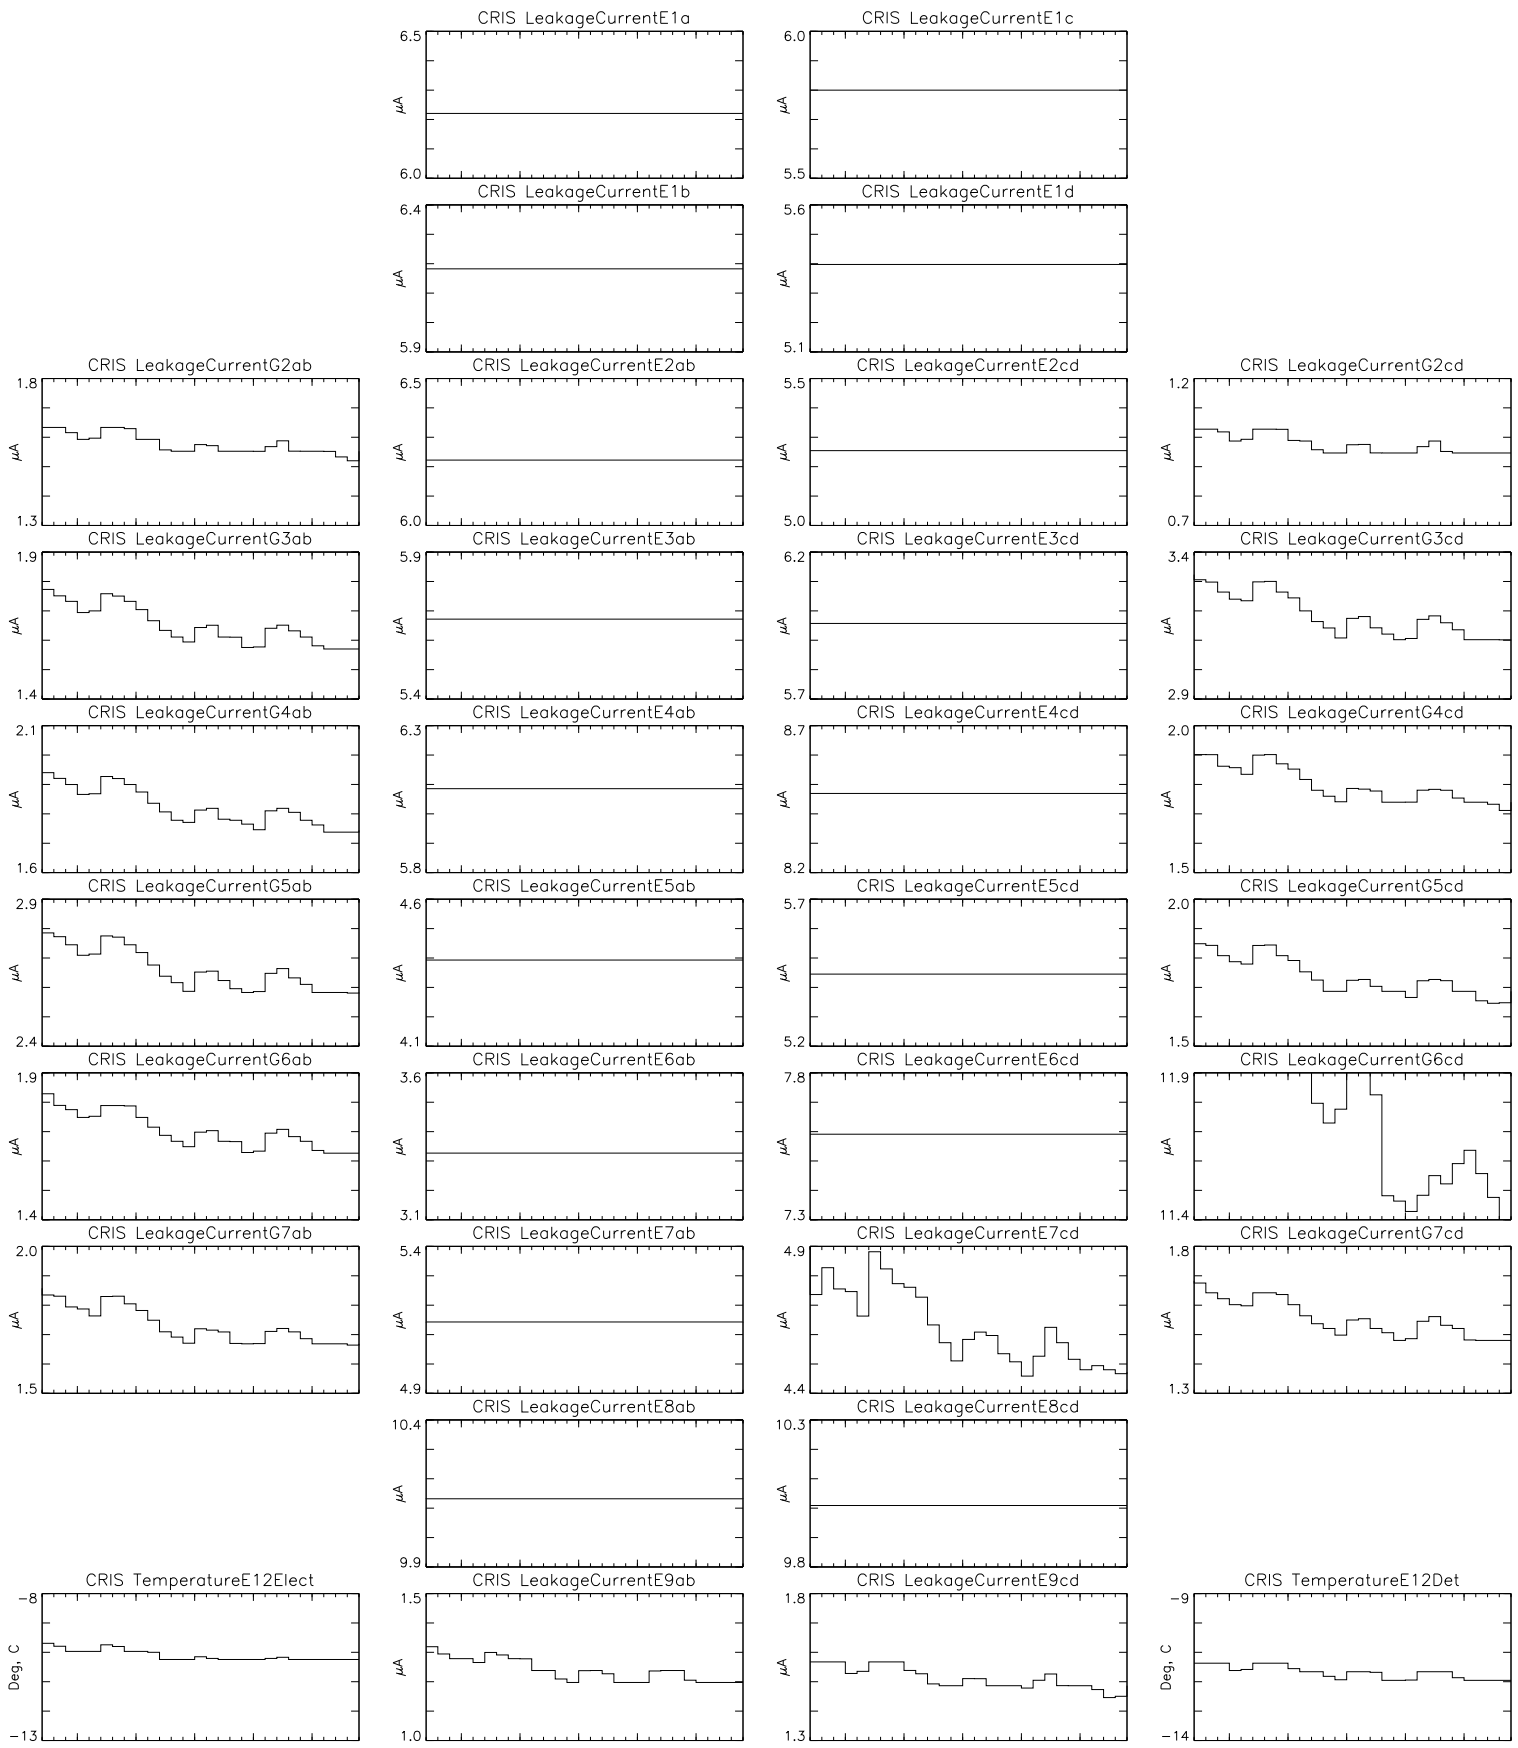 CRIS LeakageCurrentE1a
6.5
μA
6.0
CRIS LeakageCurrentE1c
6.0
μA
5.5
CRIS LeakageCurrentE1b
6.4
μA
5.9
CRIS LeakageCurrentE1d
5.6
μA
5.1
CRIS LeakageCurrentG2ab
1.8
μA
1.3
CRIS LeakageCurrentE2ab
6.5
μA
6.0
CRIS LeakageCurrentE2cd
5.5
μA
5.0
CRIS LeakageCurrentG2cd
1.2
μA
0.7
CRIS LeakageCurrentG3ab
1.9
μA
1.4
CRIS LeakageCurrentE3ab
5.9
μA
5.4
CRIS LeakageCurrentE3cd
6.2
μA
5.7
CRIS LeakageCurrentG3cd
3.4
μA
2.9
CRIS LeakageCurrentG4ab
2.1
μA
1.6
CRIS LeakageCurrentE4ab
6.3
μA
5.8
CRIS LeakageCurrentE4cd
8.7
μA
8.2
CRIS LeakageCurrentG4cd
2.0
μA
1.5
CRIS LeakageCurrentG5ab
2.9
μA
2.4
CRIS LeakageCurrentE5ab
4.6
μA
4.1
CRIS LeakageCurrentE5cd
5.7
μA
5.2
CRIS LeakageCurrentG5cd
2.0
μA
1.5
CRIS LeakageCurrentG6ab
1.9
μA
1.4
CRIS LeakageCurrentE6ab
3.6
μA
3.1
CRIS LeakageCurrentE6cd
7.8
μA
7.3
CRIS LeakageCurrentG6cd
11.9
μA
11.4
CRIS LeakageCurrentG7ab
2.0
μA
1.5
CRIS LeakageCurrentE7ab
5.4
μA
4.9
CRIS LeakageCurrentE7cd
4.9
μA
4.4
CRIS LeakageCurrentG7cd
1.8
μA
1.3
CRIS LeakageCurrentE8ab
10.4
μA
9.9
CRIS LeakageCurrentE8cd
10.3
μA
9.8
CRIS TemperatureE12Elect
-8
Deg, C
-13
CRIS LeakageCurrentE9ab
1.5
μA
1.0
CRIS LeakageCurrentE9cd
1.8
μA
1.3
CRIS TemperatureE12Det
-9
Deg, C
-14